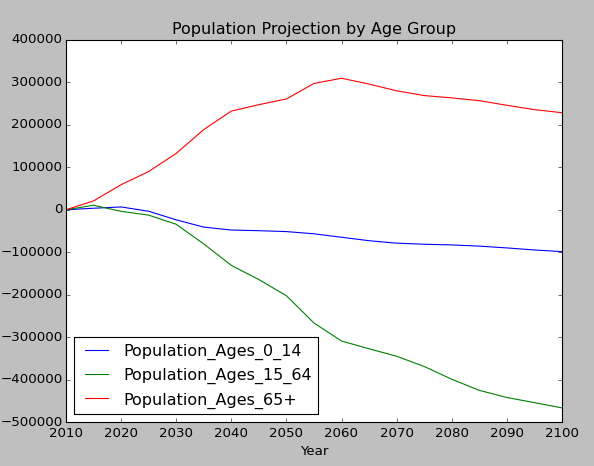 Population Projection by Age Group
400000
300000
200000
100000
0
−100000
−200000
−300000
−400000
−500000
Population_Ages_0_14
Population_Ages_15_64
Population_Ages_65+
2010 2020 2030 2040 2050 2060 2070 2080 2090 2100
Year